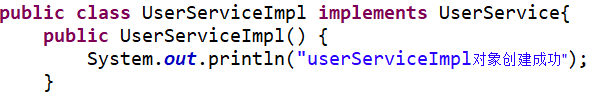 public class UserServiceImpl implements UserService{
    public UserServiceImpl() {
        System.out.println("userServiceImpl对象创建成功");
    }